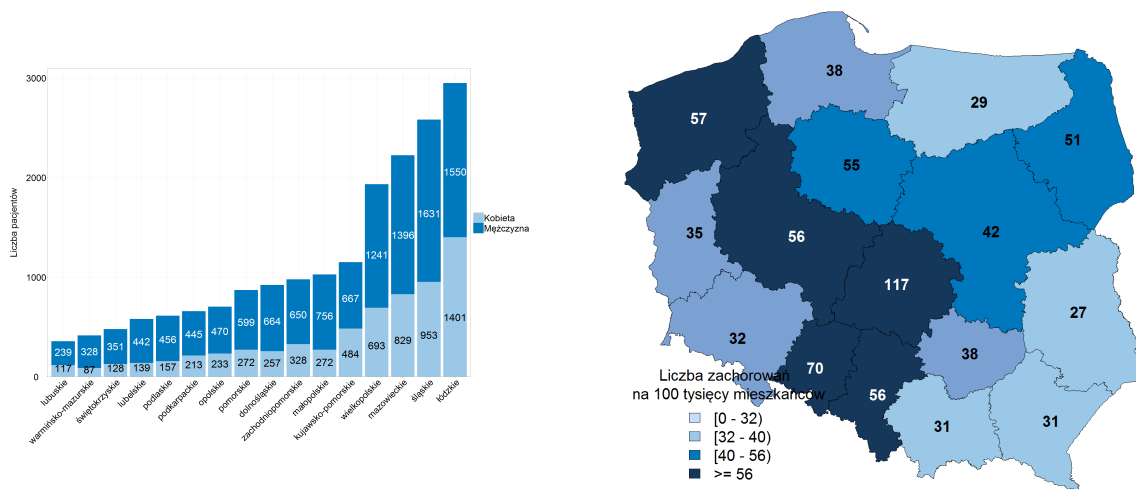 3000
2000
1000
0
Liczba pacjentów
239
117
328
87
351
128
442
139
456
157
445
213
470
233
599
272
664
257
650
328
756
272
667
484
1241
693
1396
829
1631
953
1550
1401
lubuskie
warmińsko-mazurskie
świętokrzyskie
lubelskie
podlaskie
podkarpackie
opolskie
pomorskie
dolnośląskie
zachodniopomorskie
małopolskie
kujawsko-pomorskie
wielkopolskie
mazowieckie
śląskie
łódzkie
Kobieta
Mężczyzna
38
29
57
51
55
35
56
42
117
27
32
38
70
56
31
31
Liczba zachorowań
na 100 tysięcy mieszkańców
[0 - 32)
[32 - 40)
[40 - 56)
>= 56